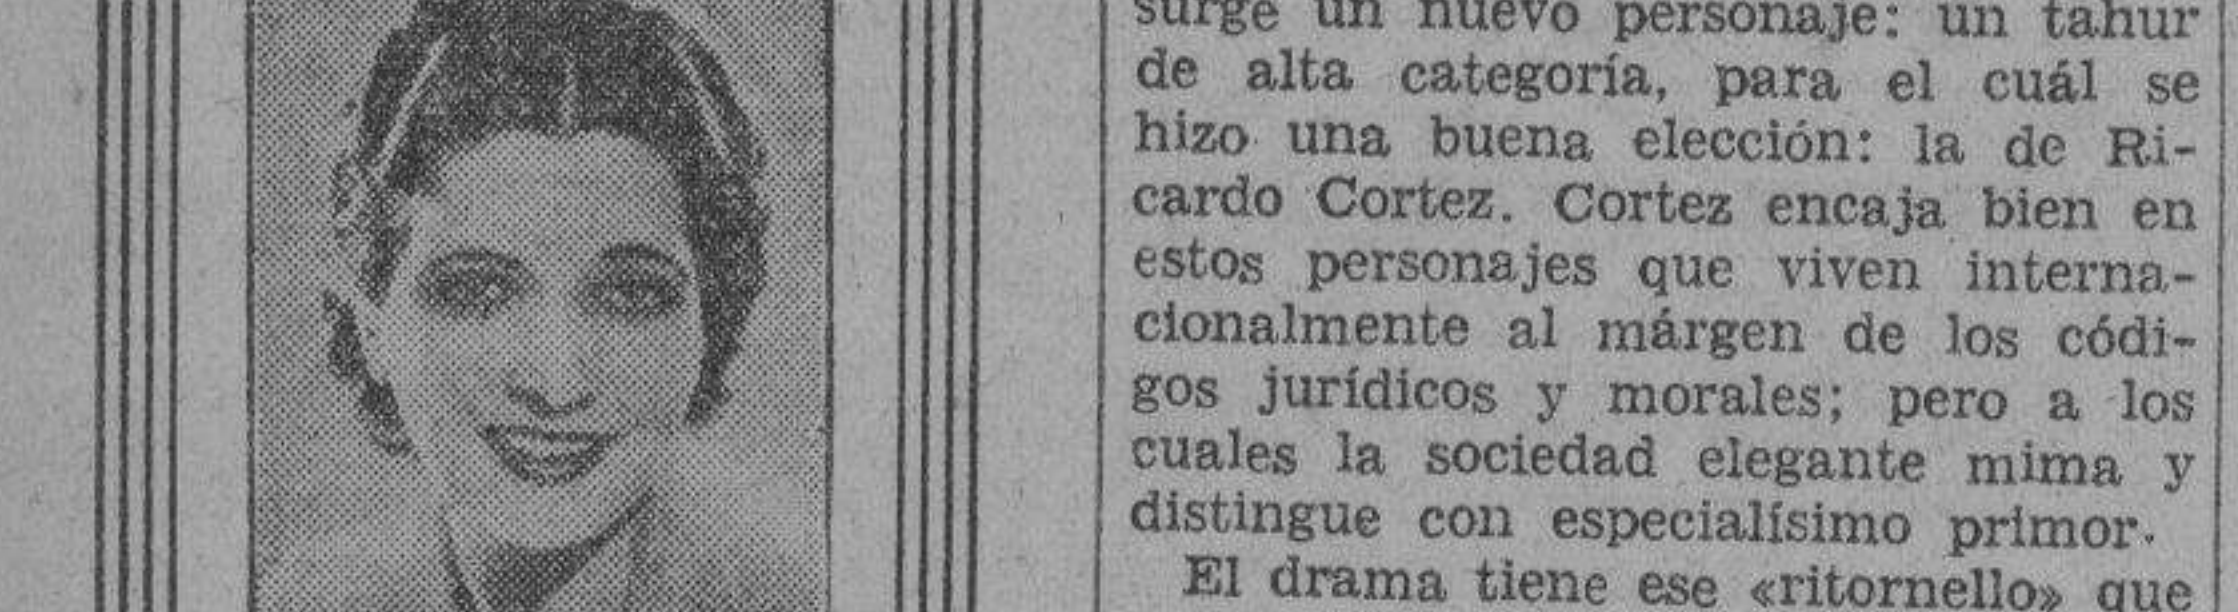 surge un nuevo personaje: un tahur
de alta categoría, para el cuál se
hizo una buena elección: la de Ri-
cardo Cortez. Cortez encaja bien en
estos personajes que viven interna-
cionalmente al márgen de los códi-
gos jurídicos y morales; pero a los
cuales la sociedad elegante mima y
distingue con especialísimo primor.
El drama tiene ese «ritornello» que